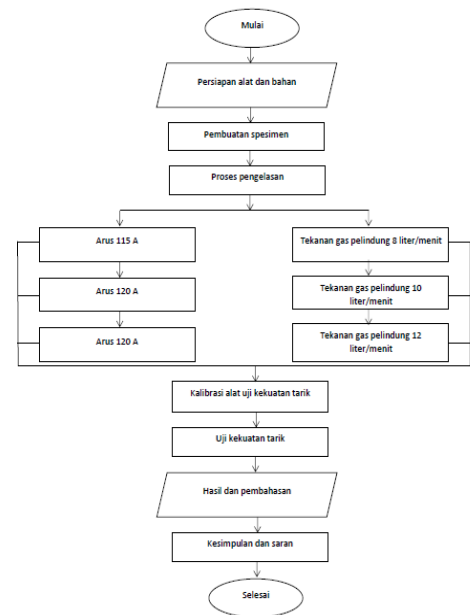 Mulai
Persiapan alat dan bahan
Pembuatan spesimen
Proses pengelasan
Arus 115 A
Arus 120 A
Arus 120 A
Tekanan gas pelindung 8 liter/menit
Tekanan gas pelindung 10
liter/menit
Tekanan gas pelindung 12
liter/menit
Kalibrasi alat uji kekuatan tarik
Uji kekuatan tarik
Hasil dan pembahasan
Kesimpulan dan saran
Selesai